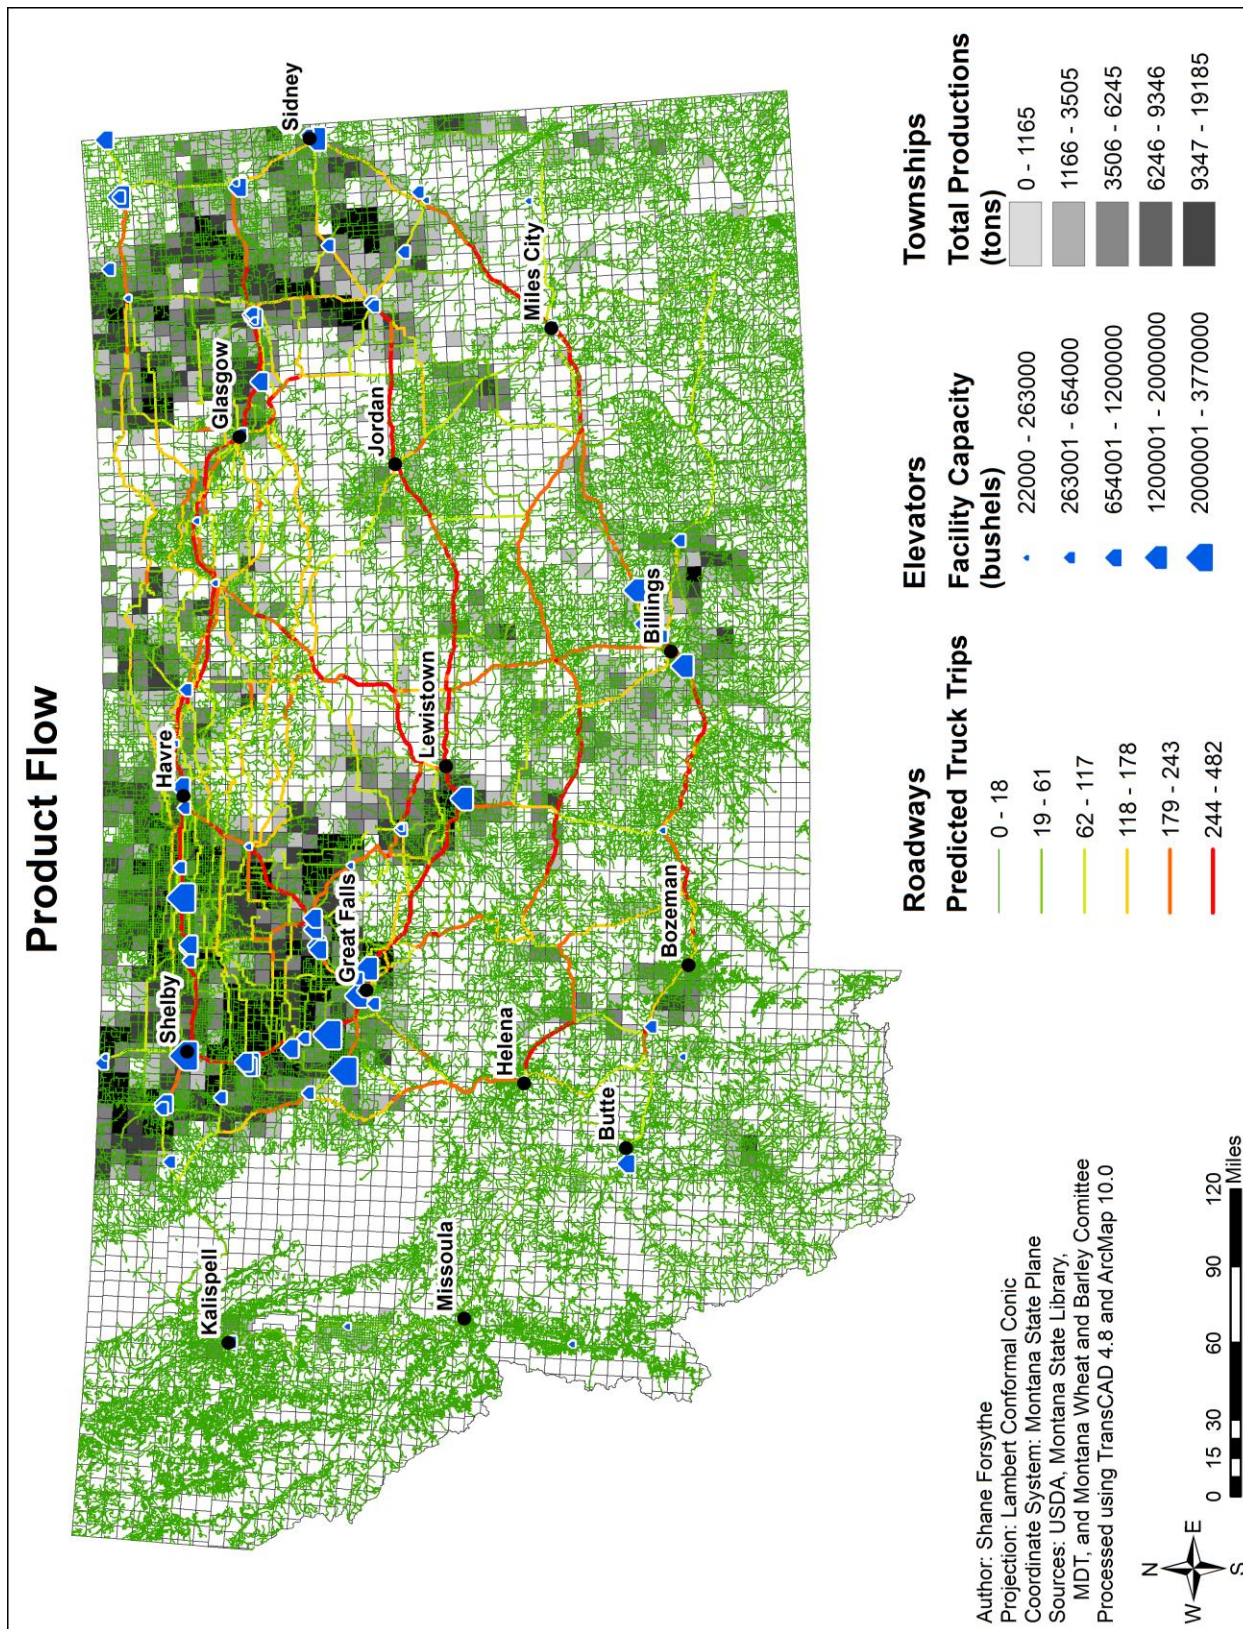 Product Flow
Kalispell
Shelby
Havre
Glasgow
Sidney
Great Falls
Missoula
Lewistown
Jordan
Helena
Miles City
Butte
Bozeman
Billings
Author: Shane Forsythe
Projection: Lambert Conformal Conic
Coordinate System: Montana State Plane
Sources: USDA, Montana State Library,
MDT, and Montana Wheat and Barley Comittee
Processed using TransCAD 4.8 and ArcMap 10.0
N
W E
S
0 15 30 60 90 120
Miles
Roadways
Predicted Truck Trips
0 - 18
19 - 61
62 - 117
118 - 178
179 - 243
244 - 482
Elevators
Facility Capacity
(bushels)
22000 - 263000
263001 - 654000
654001 - 1200000
1200001 - 2000000
2000001 - 3770000
Townships
Total Productions
(tons)
0 - 1165
1166 - 3505
3506 - 6245
6246 - 9346
9347 - 19185